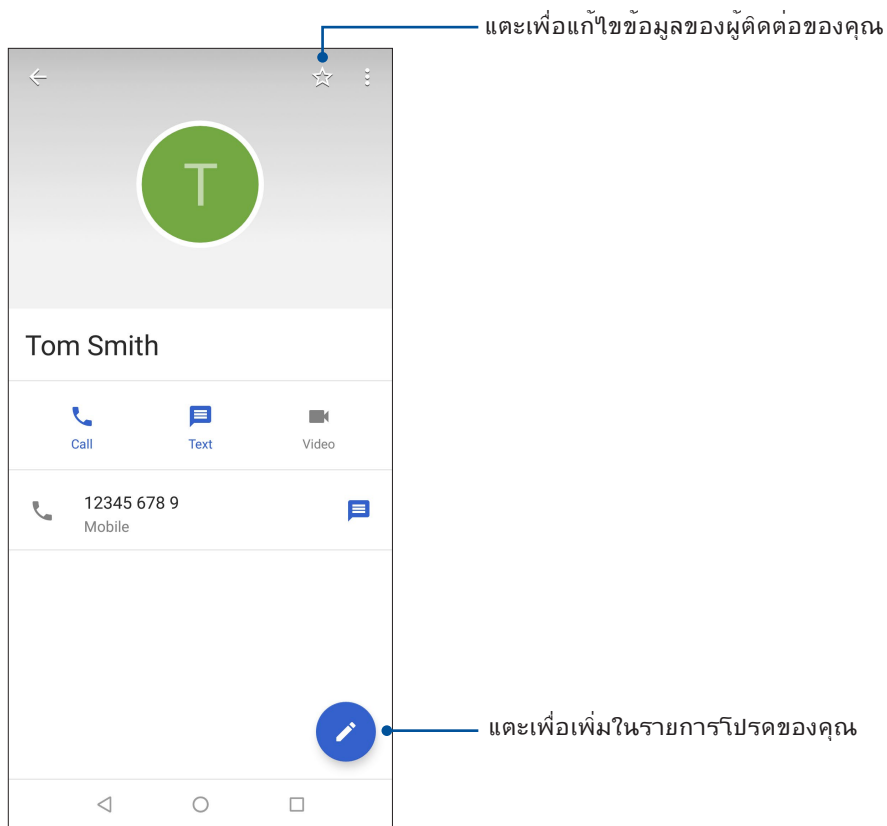 แตะเพื่อแก้ไขข้อมูลของผู้ติดต่อของคุณ
T
Tom Smith
Call Text Video
12345 678 9
Mobile
แตะเพื่อเพิ่มในรายการโปรดของคุณ